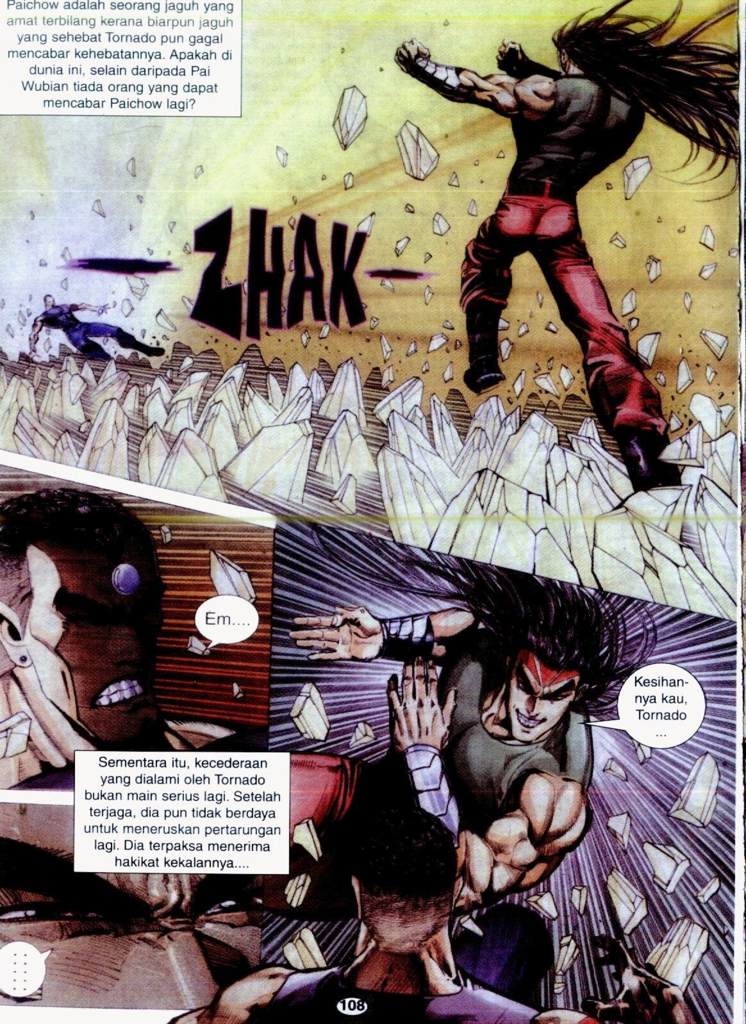 Paichow adalah seorang jaguh yang
amat terbilang kerana biarpun jaguh
yang sehebat Tornado pun gagal
mencabar kehebatannya. Apakah di
dunia ini, selain daripada Pai
Wubian tiada orang yang dapat
mencabar Paichow lagi?
ZHAK
Em....
Kesihan-
nya kau,
Tornado
...
Sementara itu, kecederaan
yang dialami oleh Tornado
bukan main serius lagi. Setelah
terjaga, dia pun tidak berdaya
untuk meneruskan pertarungan
lagi. Dia terpaksa menerima
hakikat kekalannya....
108